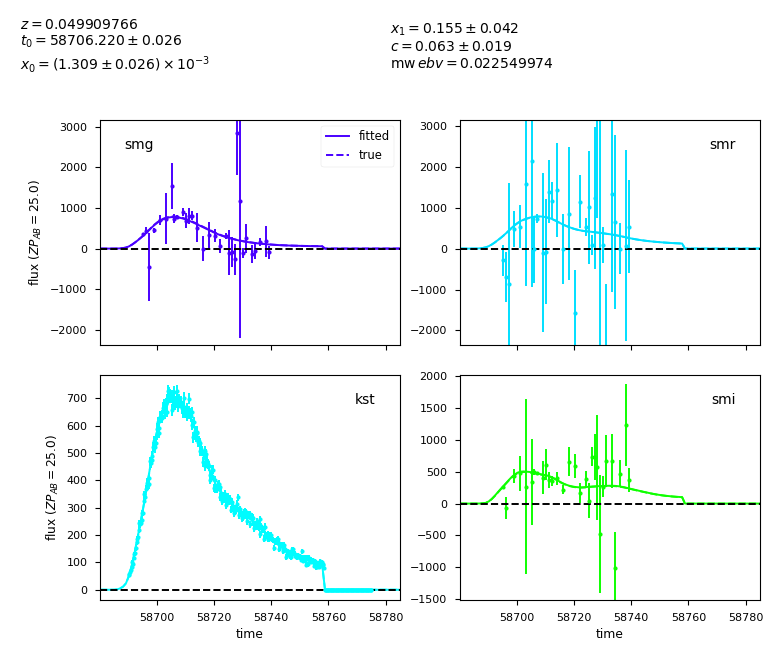 z = 0.049909766
t₀ = 58706.220 ± 0.026
x₀ = (1.309 ± 0.026) × 10⁻³
x₁ = 0.155 ± 0.042
c = 0.063 ± 0.019
mw ebv = 0.022549974
smg
fitted
true
3000
2000
1000
0
−1000
−2000
flux (ZP_AB = 25.0)
smr
3000
2000
1000
0
−1000
−2000
kst
700
600
500
400
300
200
100
0
flux (ZP_AB = 25.0)
58700 58720 58740 58760 58780
time
smi
2000
1500
1000
500
0
−500
−1000
−1500
58700 58720 58740 58760 58780
time